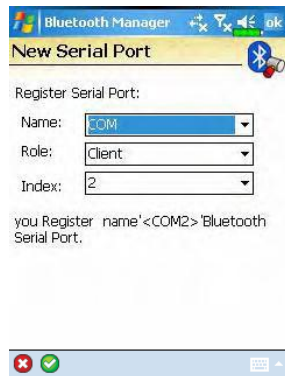 Bluetooth Manager ok
New Serial Port
Register Serial Port:
Name: COM
Role: Client
Index: 2
you Register name'<COM2>'Bluetooth
Serial Port.